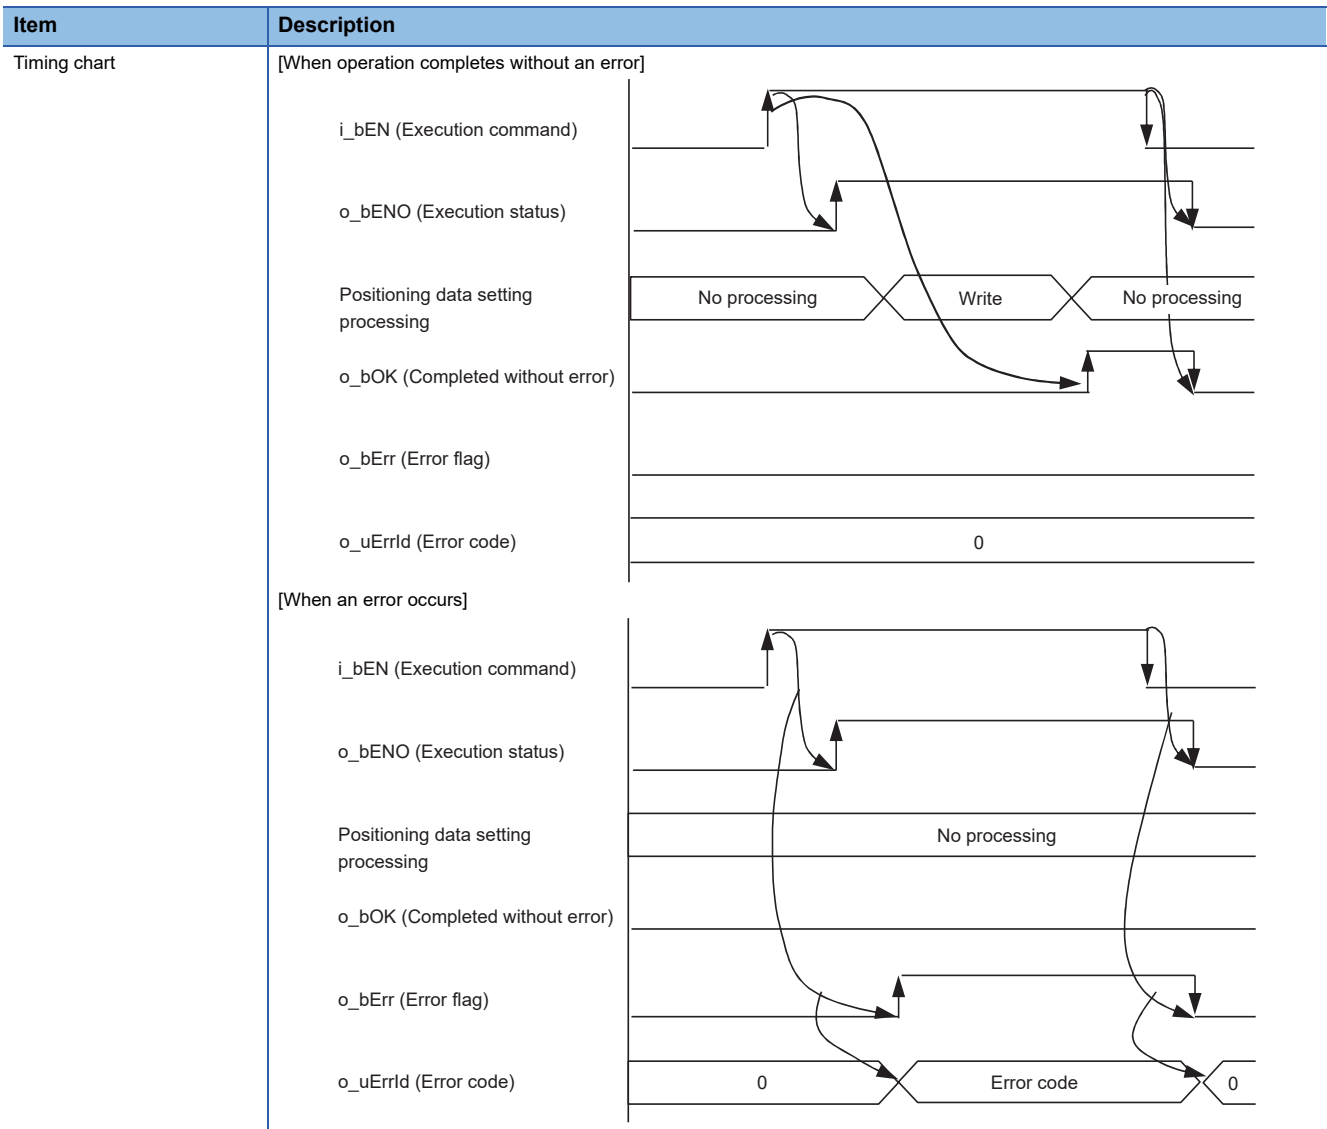 Item
Description
Timing chart
[When operation completes without an error]
i_bEN (Execution command)
o_bENO (Execution status)
Positioning data setting
processing
No processing
Write
No processing
o_bOK (Completed without error)
o_bErr (Error flag)
o_uErrId (Error code)
0
[When an error occurs]
i_bEN (Execution command)
o_bENO (Execution status)
Positioning data setting
processing
No processing
o_bOK (Completed without error)
o_bErr (Error flag)
o_uErrId (Error code)
0
Error code
0